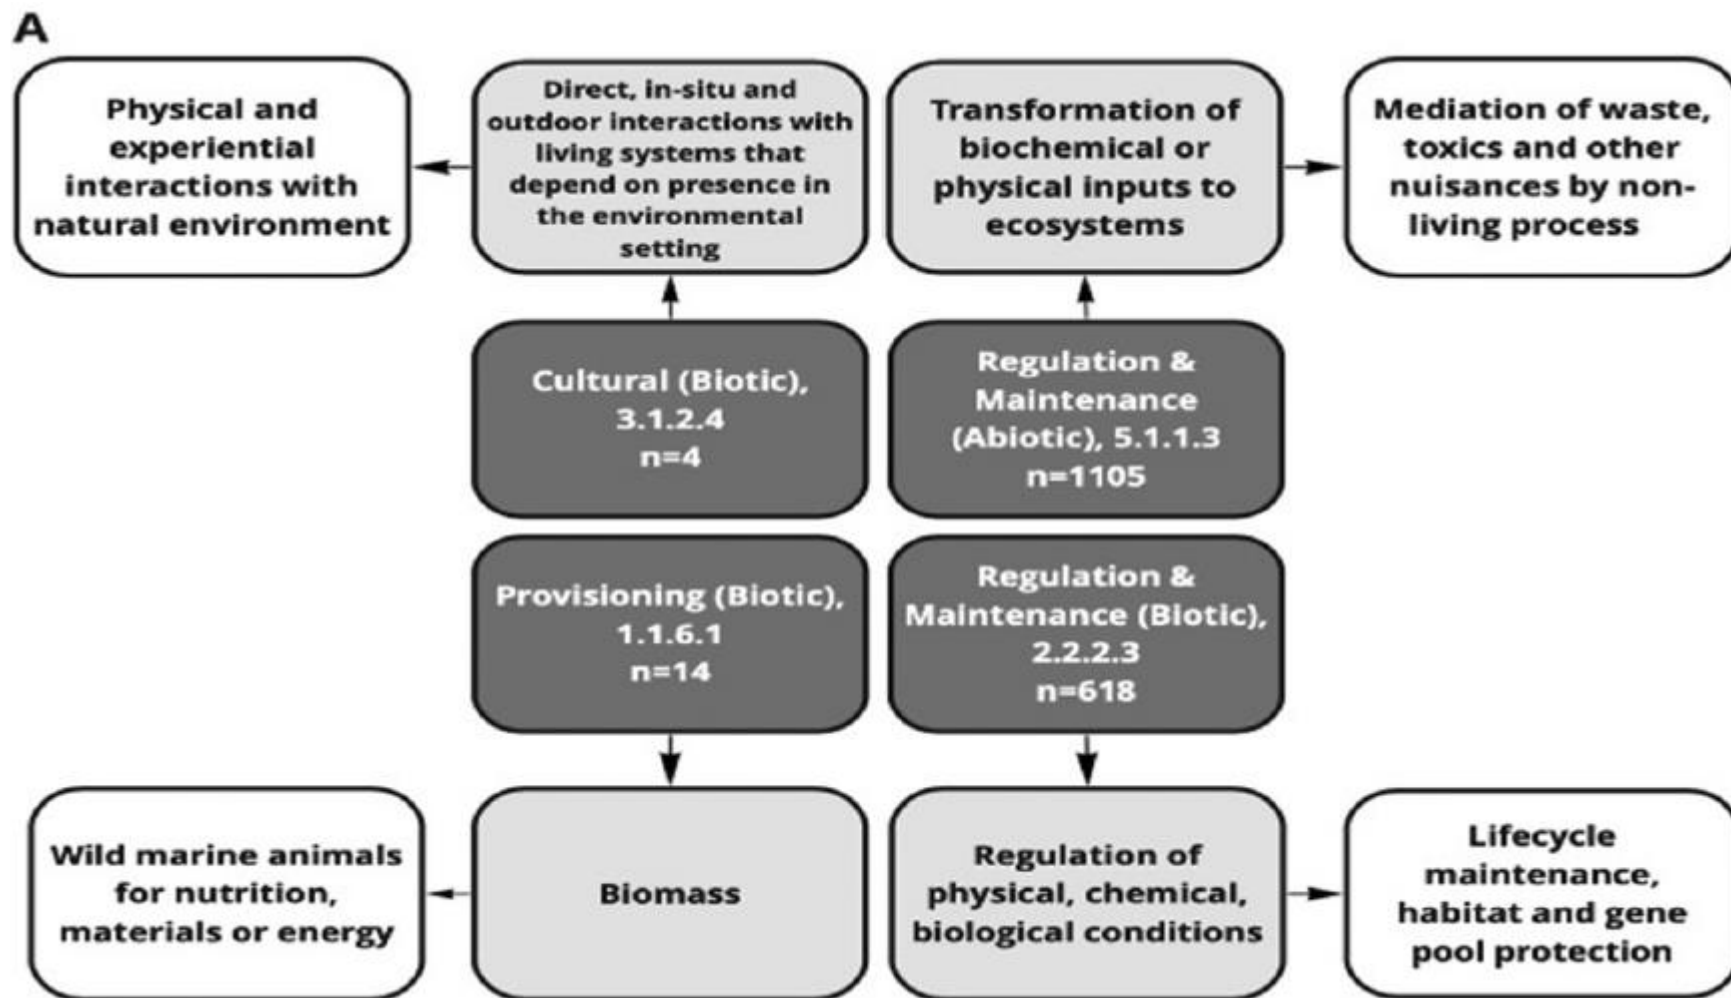 A
Physical and
experiential
interactions with
natural environment
Direct, in-situ and
outdoor interactions with
living systems that
depend on presence in
the environmental
setting
Transformation of
biochemical or
physical inputs to
ecosystems
Mediation of waste,
toxics and other
nuisances by non-
living process
Cultural (Biotic),
3.1.2.4
n=4
Regulation &
Maintenance
(Abiotic), 5.1.1.3
n=1105
Provisioning (Biotic),
1.1.6.1
n=14
Regulation &
Maintenance (Biotic),
2.2.2.3
n=618
Wild marine animals
for nutrition,
materials or energy
Biomass
Regulation of
physical, chemical,
biological conditions
Lifecycle
maintenance,
habitat and gene
pool protection